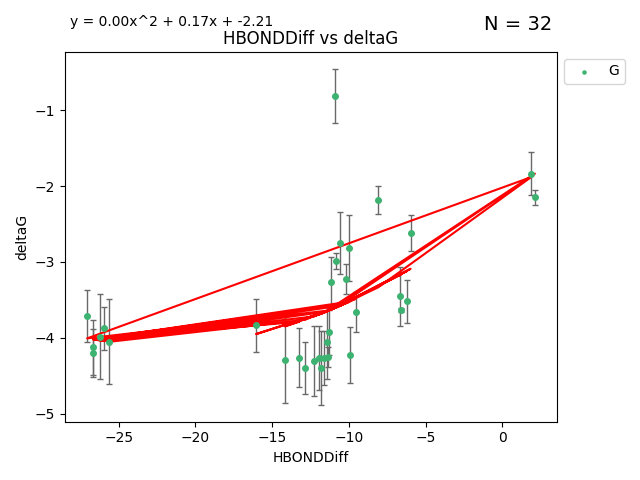 y = 0.00x^2 + 0.17x + -2.21
N = 32
HBONDDiff vs deltaG
G
deltaG
−1
−2
−3
−4
−5
−25
−20
−15
−10
−5
0
HBONDDiff